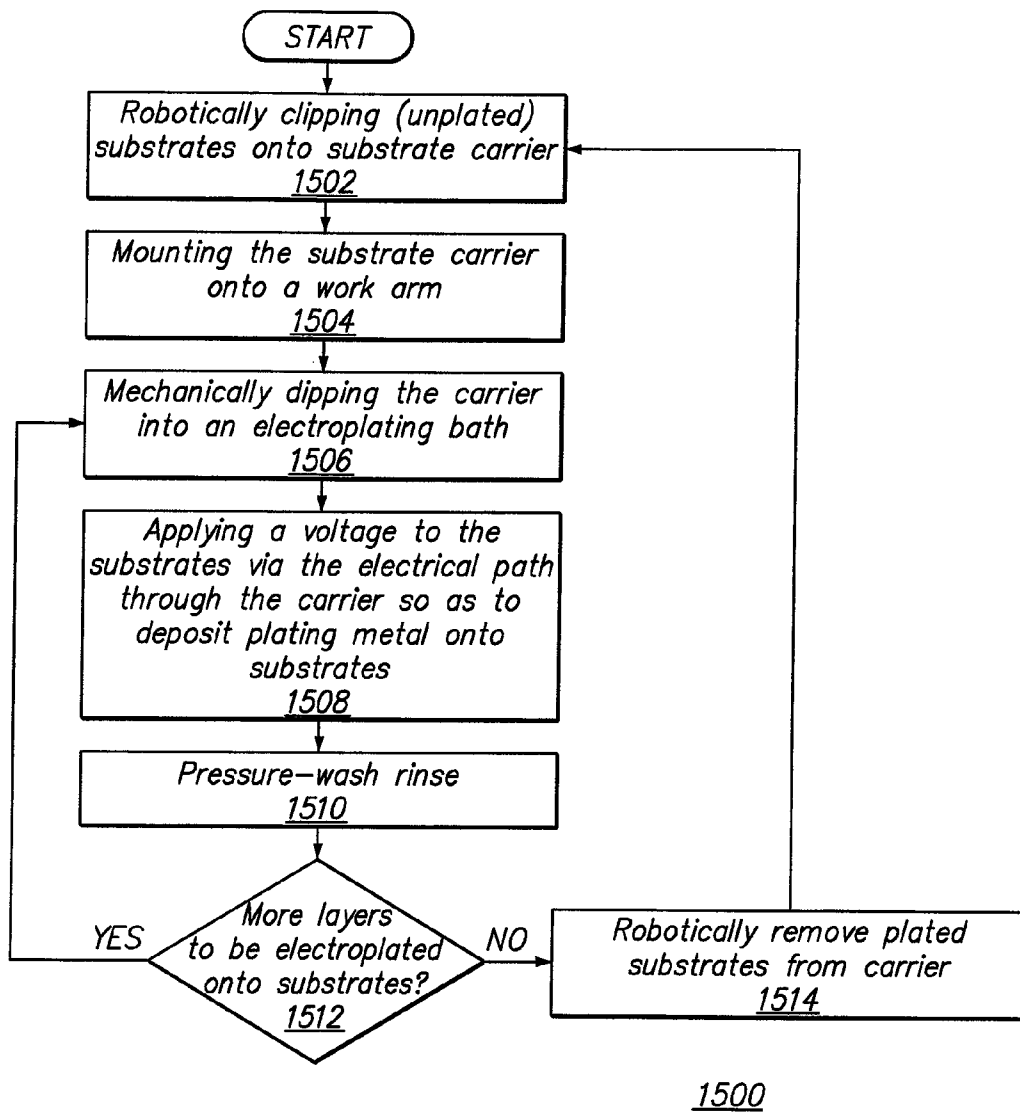 START
Robotically clipping (unplated)
substrates onto substrate carrier
1502
Mounting the substrate carrier
onto a work arm
1504
Mechanically dipping the carrier
into an electroplating bath
1506
Applying a voltage to the
substrates via the electrical path
through the carrier so as to
deposit plating metal onto
substrates
1508
Pressure-wash rinse
1510
More layers
to be electroplated
onto substrates?
1512
YES
NO
Robotically remove plated
substrates from carrier
1514
1500